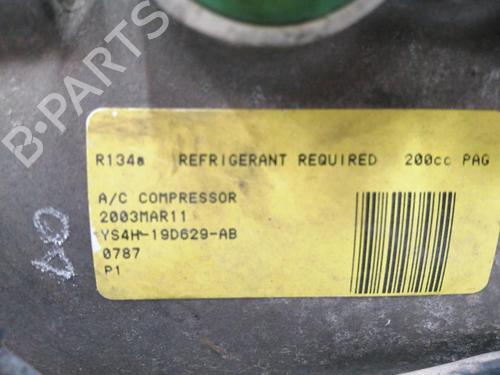 B-PARTS
R134a REFRIGERANT REQUIRED 200cc PAG
A/C COMPRESSOR
2003MAR11
YS4H-19D629-AB
0787
P1